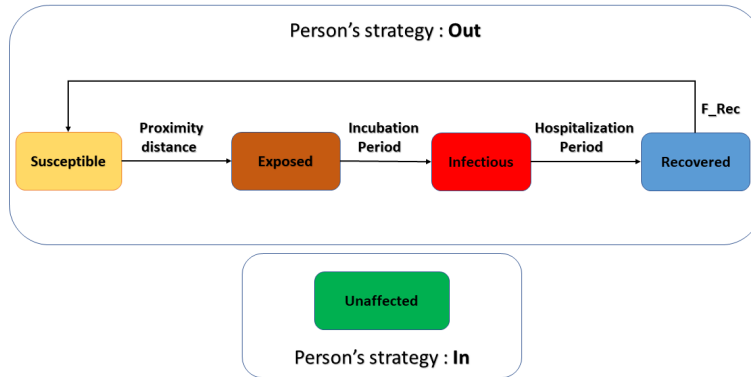 Person's strategy : Out
F_Rec
Proximity
distance
Incubation
Period
Hospitalization
Period
Susceptible
Exposed
Infectious
Recovered
Unaffected
Person's strategy : In